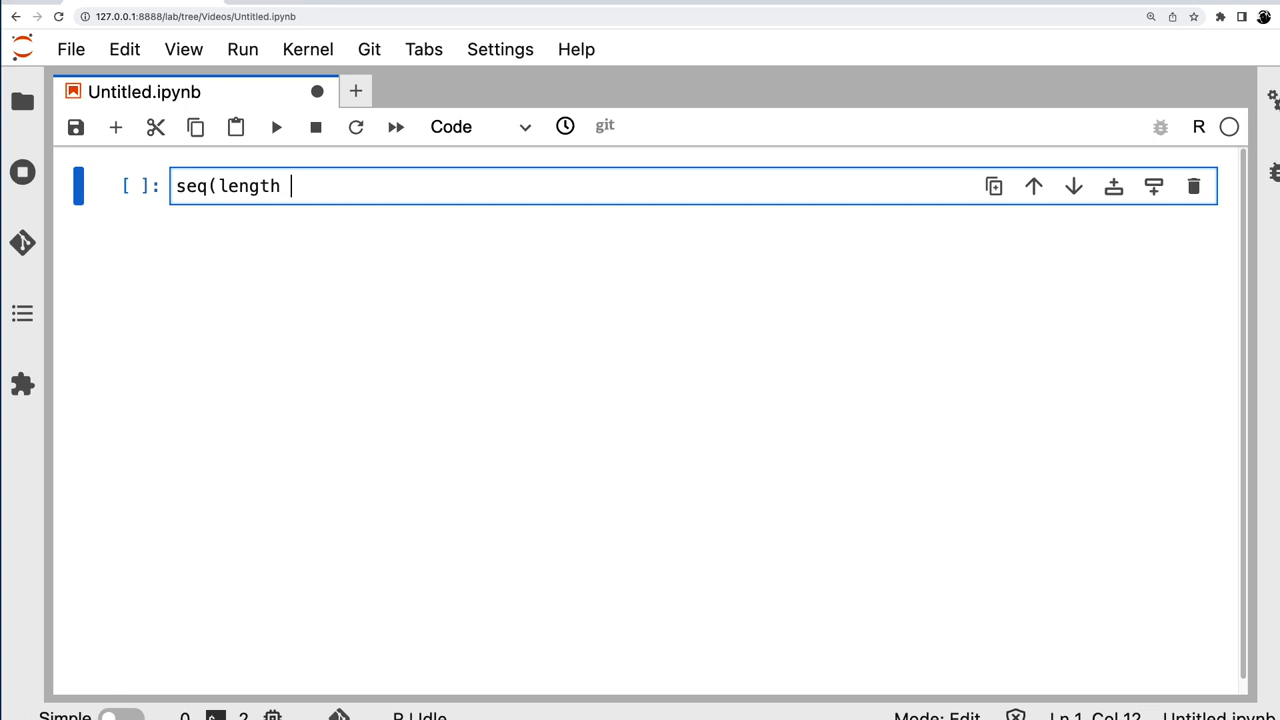 127.0.0.1:8888/lab/tree/Videos/Untitled.ipynb
File Edit View Run Kernel Git Tabs Settings Help
Untitled.ipynb
Code git R
[ ]: seq(length
Simple 0 2 R | Idle Mode: Edit Ln 1, Col 12 Untitled.ipynb